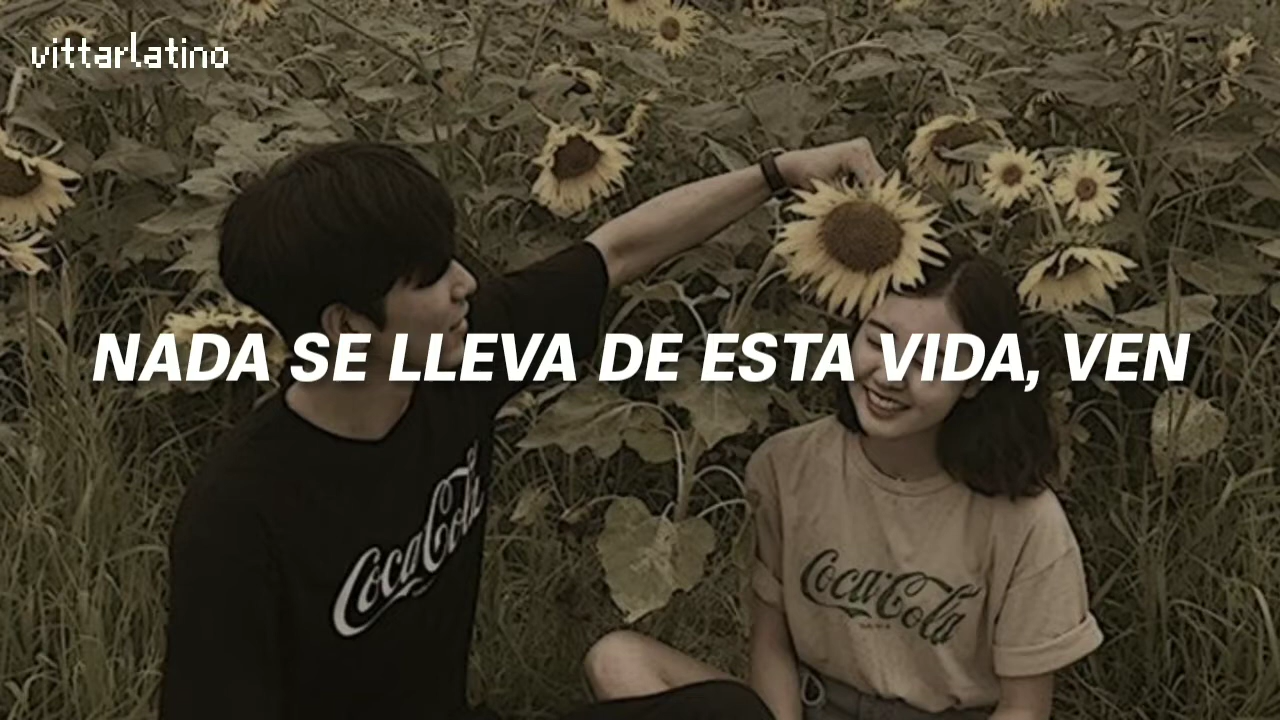 vittarlatino
NADA SE LLEVA DE ESTA VIDA, VEN
Coca-Cola
Coca-Cola